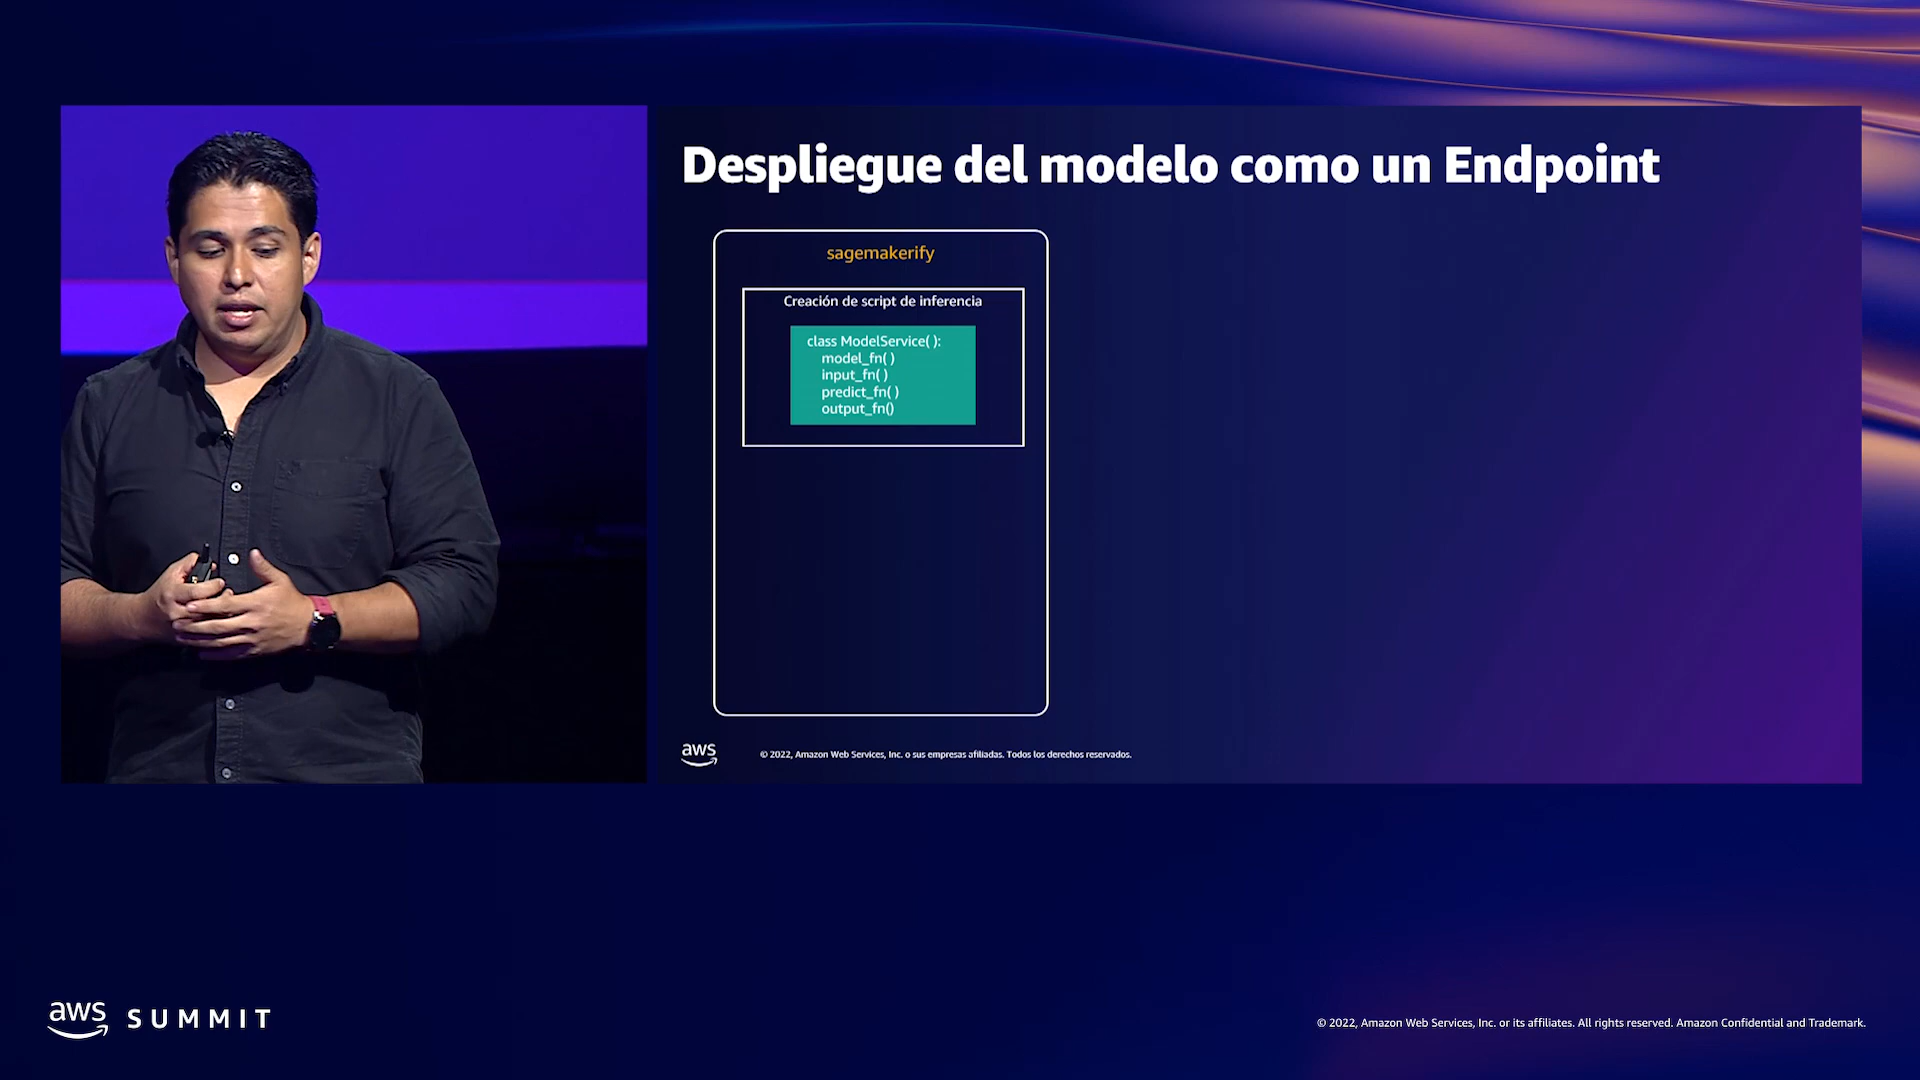 Despliegue del modelo como un Endpoint
sagemakerify
Creación de script de inferencia
class ModelService( ):
model_fn( )
input_fn( )
predict_fn( )
output_fn()
aws
© 2022, Amazon Web Services, Inc. o sus empresas afiliadas. Todos los derechos reservados.
aws SUMMIT
© 2022, Amazon Web Services, Inc. or its affiliates. All rights reserved. Amazon Confidential and Trademark.